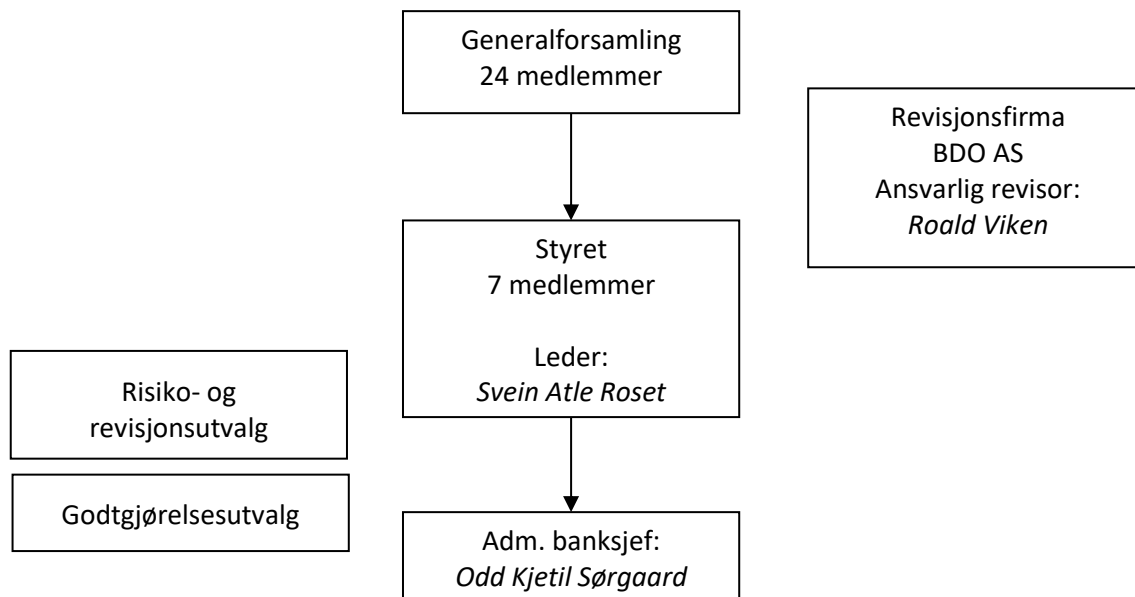 Generalforsamling
24 medlemmer
Revisjonsfirma
BDO AS
Ansvarlig revisor:
Roald Viken
Styret
7 medlemmer
Leder:
Svein Atle Roset
Risiko- og
revisjonsutvalg
Godtgjørelsesutvalg
Adm. banksjef:
Odd Kjetil Sørgaard